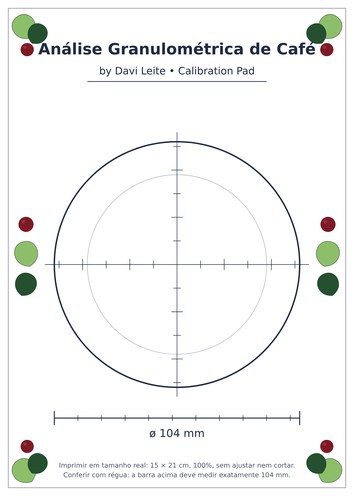 Análise Granulométrica de Café
by Davi Leite • Calibration Pad
ø 104 mm
Imprimir em tamanho real: 15 × 21 cm, 100%, sem ajustar nem cortar.
Conferir com régua: a barra acima deve medir exatamente 104 mm.